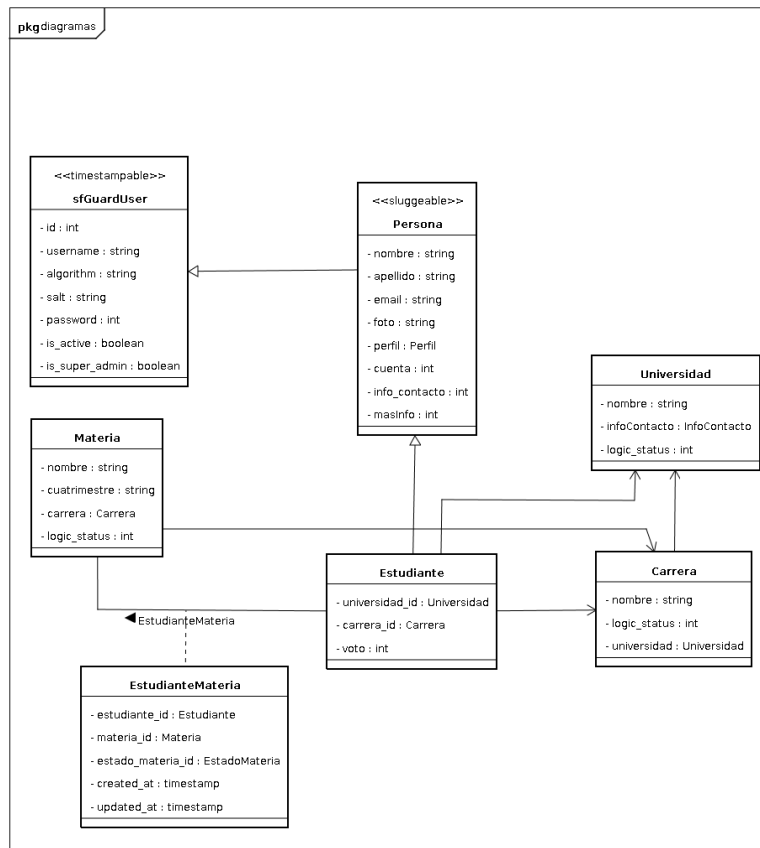 pkg diagramas
<<timestampable>>
sfGuardUser
- id : int
- username : string
- algorithm : string
- salt : string
- password : int
- is_active : boolean
- is_super_admin : boolean
<<sluggeable>>
Persona
- nombre : string
- apellido : string
- email : string
- foto : string
- perfil : Perfil
- cuenta : int
- info_contacto : int
- masInfo : int
Universidad
- nombre : string
- infoContacto : InfoContacto
- logic_status : int
Materia
- nombre : string
- cuatrimestre : string
- carrera : Carrera
- logic_status : int
Estudiante
- universidad_id : Universidad
- carrera_id : Carrera
- voto : int
Carrera
- nombre : string
- logic_status : int
- universidad : Universidad
EstudianteMateria
EstudianteMateria
- estudiante_id : Estudiante
- materia_id : Materia
- estado_materia_id : EstadoMateria
- created_at : timestamp
- updated_at : timestamp